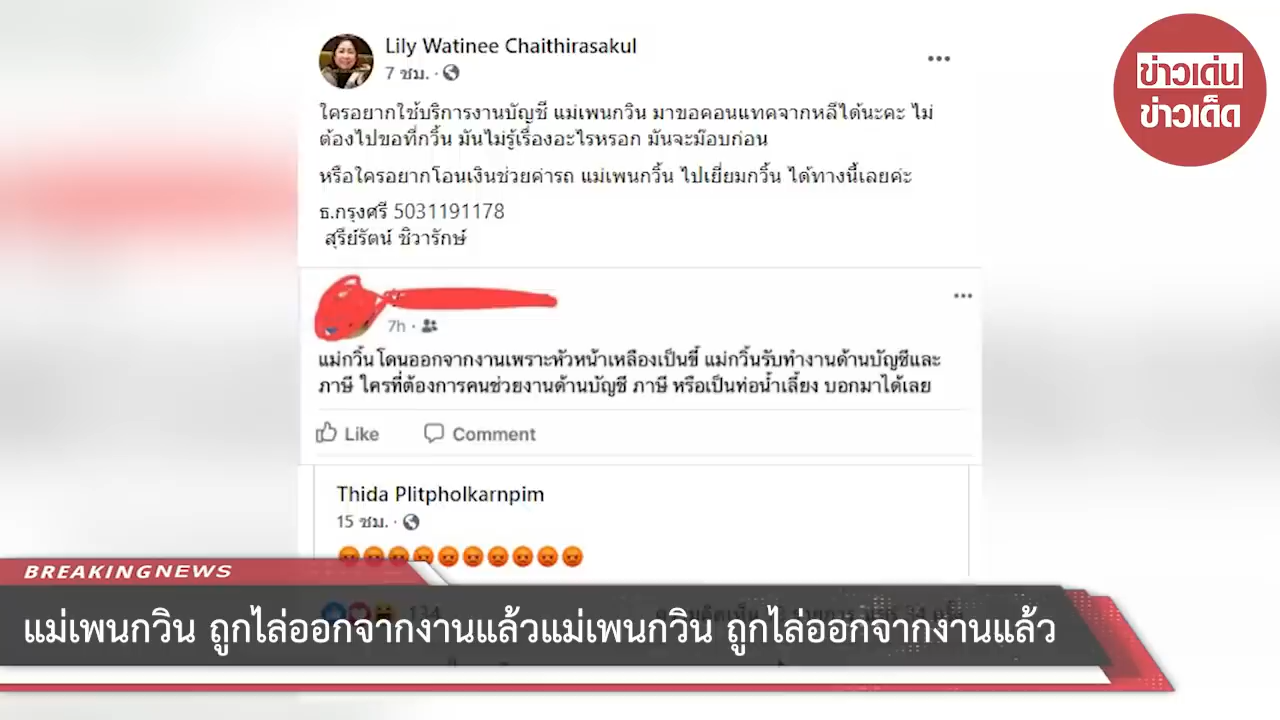 Lily Watinee Chaithirasakul
7 ชม.
ข่าวเด่น
ข่าวเด็ด
ใครอยากใช้บริการงานบัญชี แม่เพนกวิน มาขอคอนแทคจากหลีได้นะคะ ไม่
ต้องไปขอที่กวิ้น มันไม่รู้เรื่องอะไรหรอก มันจะม๊อบก่อน
หรือใครอยากโอนเงินช่วยค่ารถ แม่เพนกวิ้น ไปเยี่ยมกวิ้น ได้ทางนี้เลยค่ะ
ธ.กรุงศรี 5031191178
สุรีย์รัตน์ ชิวารักษ์
7h
แม่กวิ้น โดนออกจากงานเพราะหัวหน้าเหลืองเป็นขี้ แม่กวิ้นรับทำงานด้านบัญชีและ
ภาษี ใครที่ต้องการคนช่วยงานด้านบัญชี ภาษี หรือเป็นท่อน้ำเลี้ยง บอกมาได้เลย
Like Comment
Thida Plitpholkarnpim
15 ชม.
BREAKINGNEWS
134
แม่เพนกวิน ถูกไล่ออกจากงานแล้วแม่เพนกวิน ถูกไล่ออกจากงานแล้ว